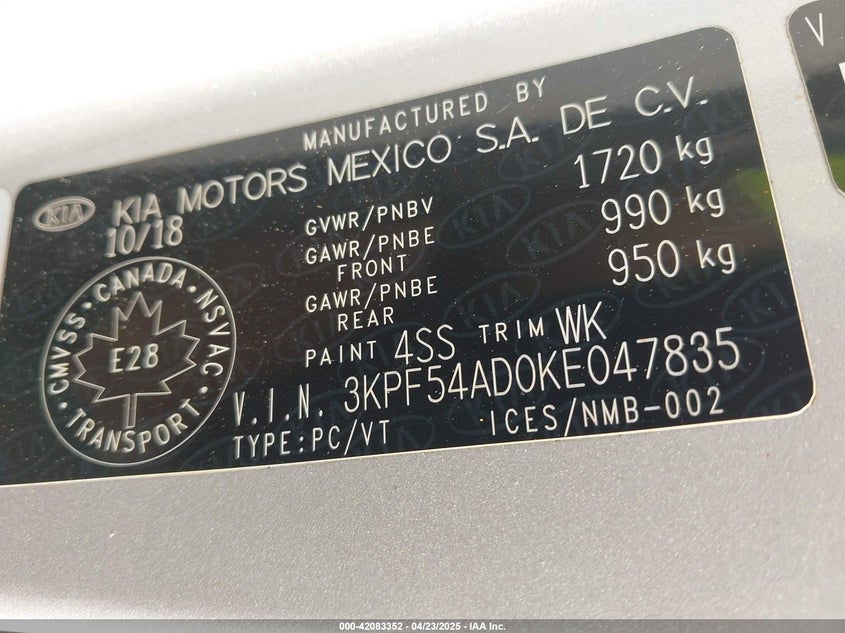 MANUFACTURED BY
KIA KIA MOTORS MEXICO S.A. DE C.V.
10/18
GVWR/PNBV 1720 kg
GAWR/PNBE FRONT 990 kg
GAWR/PNBE REAR 950 kg
PAINT 4SS TRIM WK
V.I.N. 3KPF54AD0KE047835
TYPE:PC/VT ICES/NMB-002
CMVSS • CANADA • NSVAC • TRANSPORT •
E28
V
000-42083352 - 04/23/2025 - IAA Inc.